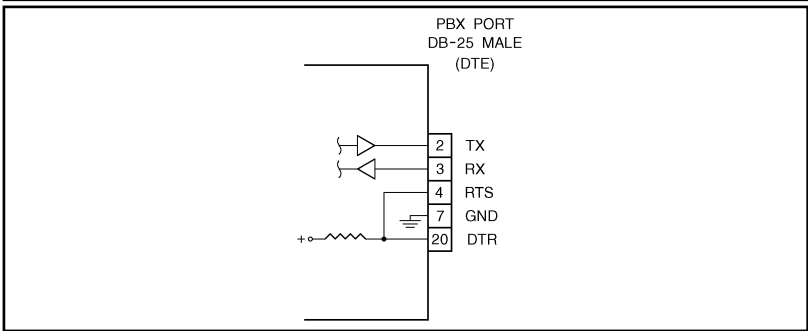 PBX PORT
DB-25 MALE
(DTE)
2 TX
3 RX
4 RTS
7 GND
+ 20 DTR